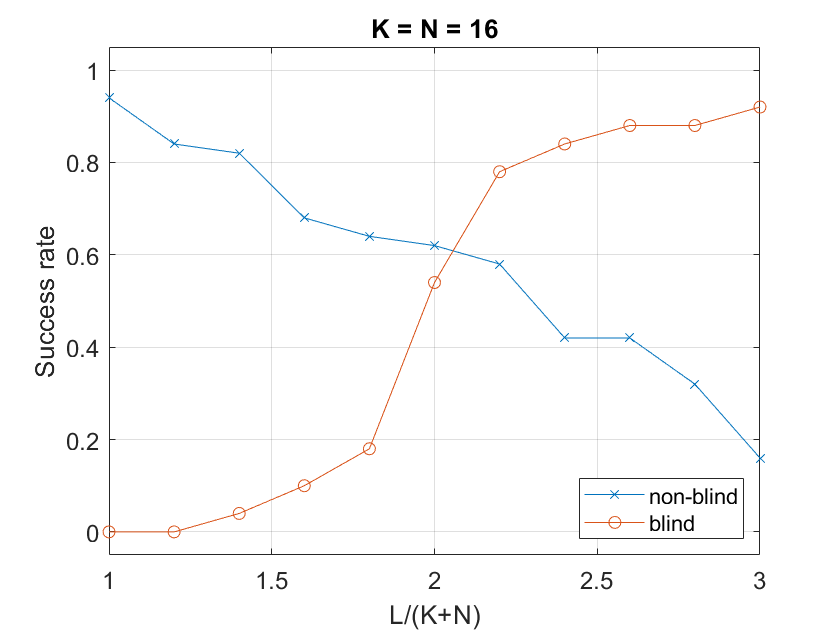 K = N = 16
Success rate
1
0.8
0.6
0.4
0.2
0
1
1.5
2
2.5
3
L/(K+N)
non-blind
blind